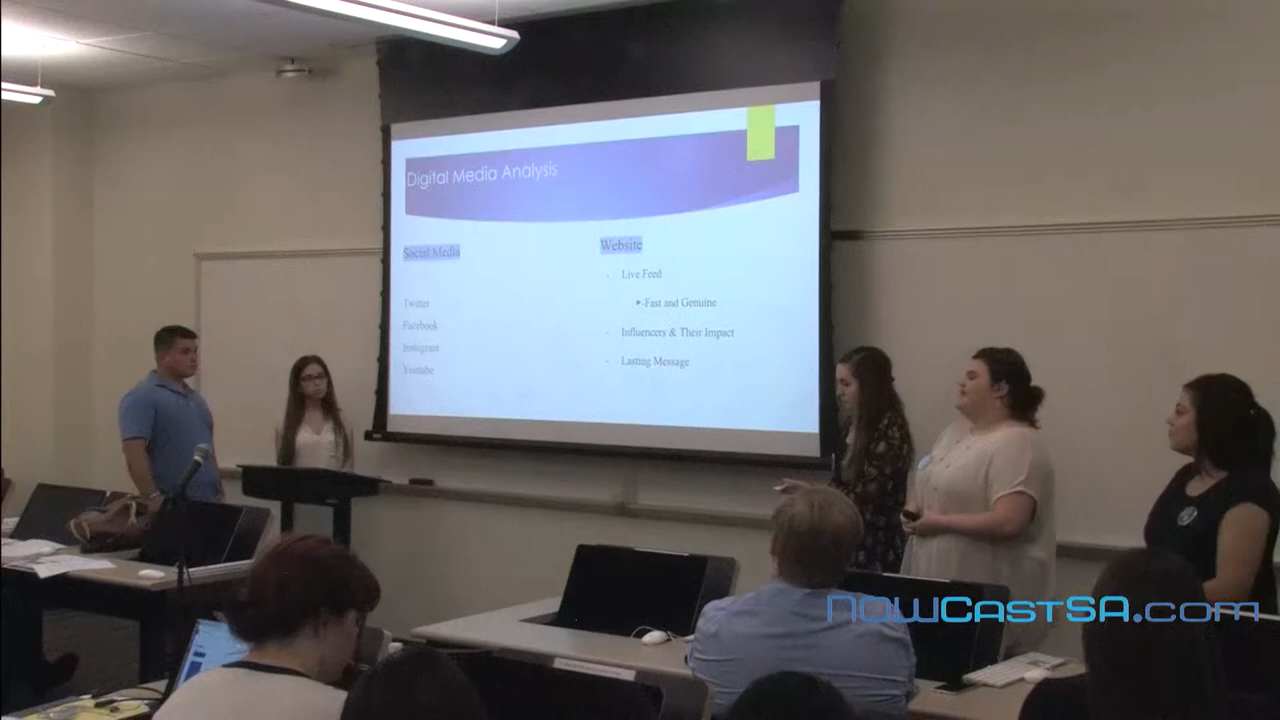 Digital Media Analysis
Social Media
Twitter
Facebook
Instagram
Youtube
Website
- Live Feed
‣-Fast and Genuine
- Influencers & Their Impact
- Lasting Message
NOWCastSA.com